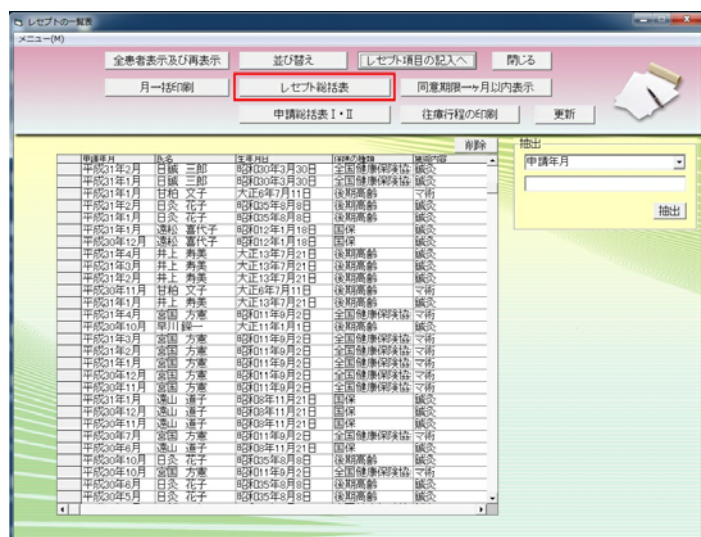 レセプトの一覧表
メニュー(M)
全患者表示及び再表示 並び替え レセプト項目の記入へ 閉じる
月一括印刷 レセプト総括表 同意期限一ヶ月以内表示
申請総括表Ⅰ・Ⅱ 往療行程の印刷 更新
削除 抽出
申請年月
抽出
申請年月 氏名 生年月日 保険の種類 施術内容
平成31年2月 日鍼 三郎 昭和30年3月30日 全国健康保険協 鍼灸
平成31年1月 日鍼 三郎 昭和30年3月30日 全国健康保険協 鍼灸
平成31年1月 甘柏 文子 大正6年7月11日 後期高齢 マ術
平成31年2月 日灸 花子 昭和35年8月8日 後期高齢 鍼灸
平成31年1月 日灸 花子 昭和35年8月8日 後期高齢 鍼灸
平成31年1月 遠松 喜代子 昭和12年1月18日 国保 鍼灸
平成30年12月 遠松 喜代子 昭和12年1月18日 国保 鍼灸
平成31年4月 井上 寿美 大正13年7月21日 後期高齢 鍼灸
平成31年3月 井上 寿美 大正13年7月21日 後期高齢 鍼灸
平成31年2月 井上 寿美 大正13年7月21日 後期高齢 鍼灸
平成30年11月 甘柏 文子 大正6年7月11日 後期高齢 マ術
平成31年1月 井上 寿美 大正13年7月21日 後期高齢 鍼灸
平成31年4月 宮国 方憲 昭和11年9月2日 全国健康保険協 マ術
平成30年10月 早川 鐐一 大正11年1月1日 後期高齢 鍼灸
平成31年3月 宮国 方憲 昭和11年9月2日 全国健康保険協 マ術
平成31年2月 宮国 方憲 昭和11年9月2日 全国健康保険協 マ術
平成31年1月 宮国 方憲 昭和11年9月2日 全国健康保険協 マ術
平成30年12月 宮国 方憲 昭和11年9月2日 全国健康保険協 マ術
平成30年11月 宮国 方憲 昭和11年9月2日 全国健康保険協 マ術
平成31年1月 遠山 道子 昭和8年11月21日 国保 鍼灸
平成30年12月 遠山 道子 昭和8年11月21日 国保 鍼灸
平成30年11月 遠山 道子 昭和8年11月21日 国保 鍼灸
平成30年7月 宮国 方憲 昭和11年9月2日 全国健康保険協 マ術
平成30年6月 遠山 道子 昭和8年11月21日 国保 鍼灸
平成30年10月 日灸 花子 昭和35年8月8日 後期高齢 鍼灸
平成30年10月 宮国 方憲 昭和11年9月2日 全国健康保険協 マ術
平成30年6月 日灸 花子 昭和35年8月8日 後期高齢 鍼灸
平成30年5月 日灸 花子 昭和35年8月8日 後期高齢 鍼灸